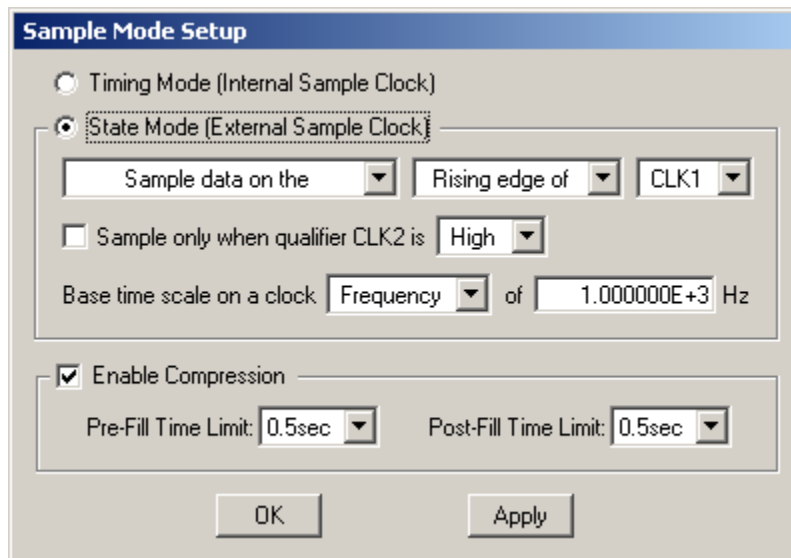 Sample Mode Setup
Timing Mode (Internal Sample Clock)
State Mode (External Sample Clock)
Sample data on the Rising edge of CLK1
Sample only when qualifier CLK2 is High
Base time scale on a clock Frequency of 1.000000E+3 Hz
Enable Compression
Pre-Fill Time Limit: 0.5sec Post-Fill Time Limit: 0.5sec
OK Apply